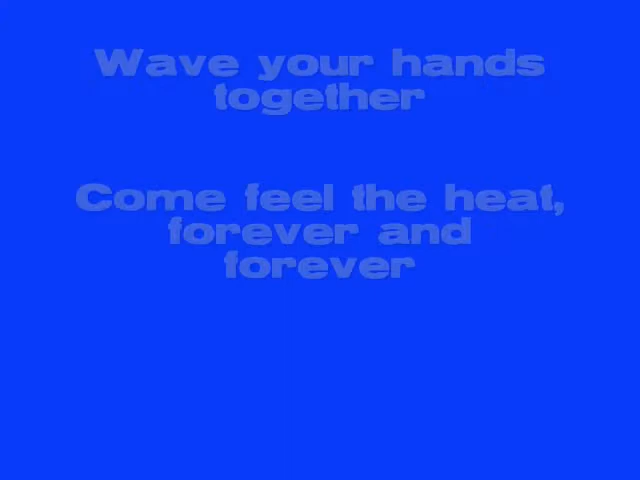 Wave your hands
together
Come feel the heat,
forever and
forever